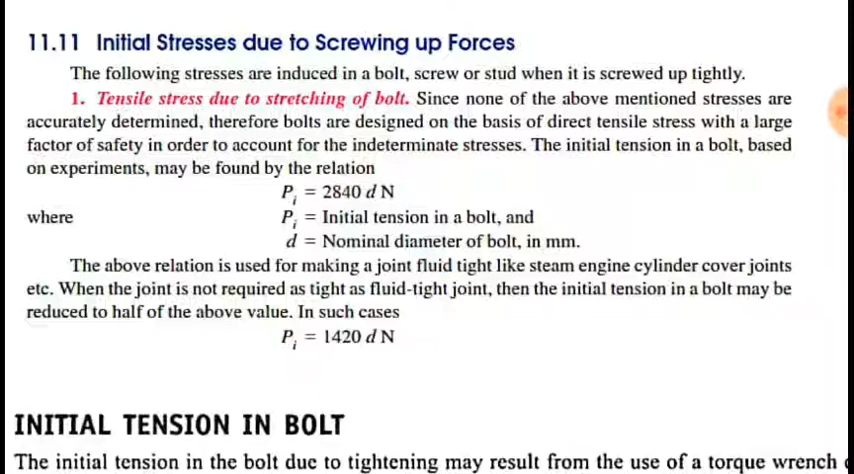 11.11 Initial Stresses due to Screwing up Forces
The following stresses are induced in a bolt, screw or stud when it is screwed up tightly.
1. Tensile stress due to stretching of bolt. Since none of the above mentioned stresses are
accurately determined, therefore bolts are designed on the basis of direct tensile stress with a large
factor of safety in order to account for the indeterminate stresses. The initial tension in a bolt, based
on experiments, may be found by the relation
Pi = 2840 d N
where Pi = Initial tension in a bolt, and
d = Nominal diameter of bolt, in mm.
The above relation is used for making a joint fluid tight like steam engine cylinder cover joints
etc. When the joint is not required as tight as fluid-tight joint, then the initial tension in a bolt may be
reduced to half of the above value. In such cases
Pi = 1420 d N
INITIAL TENSION IN BOLT
The initial tension in the bolt due to tightening may result from the use of a torque wrench